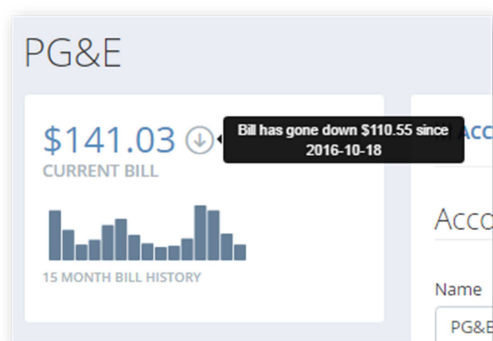 PG&E
$141.03
Bill has gone down $110.55 since
2016-10-18
CURRENT BILL
15 MONTH BILL HISTORY
ACC
Acco
Name
PG&E